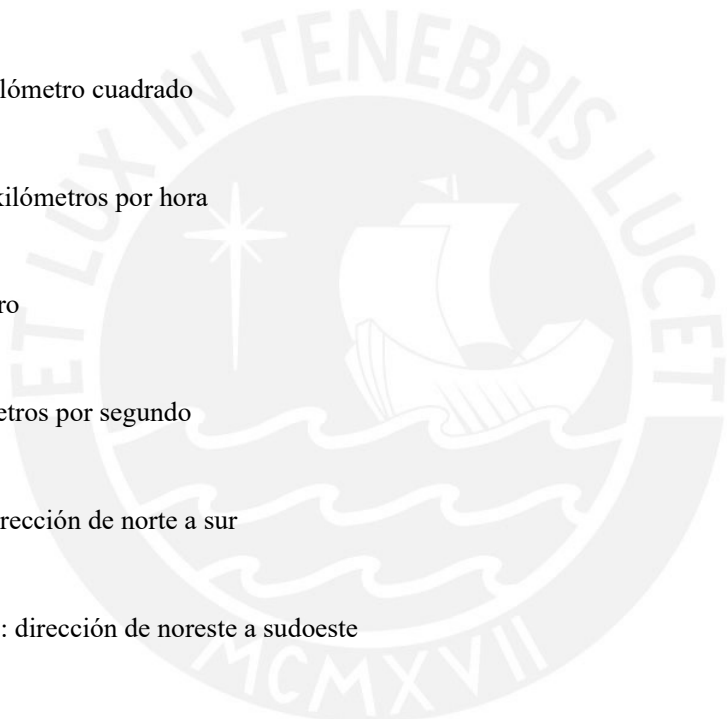 ET LUX IN TENEBRIS LUCET
lómetro cuadrado
kilómetros por hora
ro
etros por segundo
rección de norte a sur
: dirección de noreste a sudoeste
MCMXVII